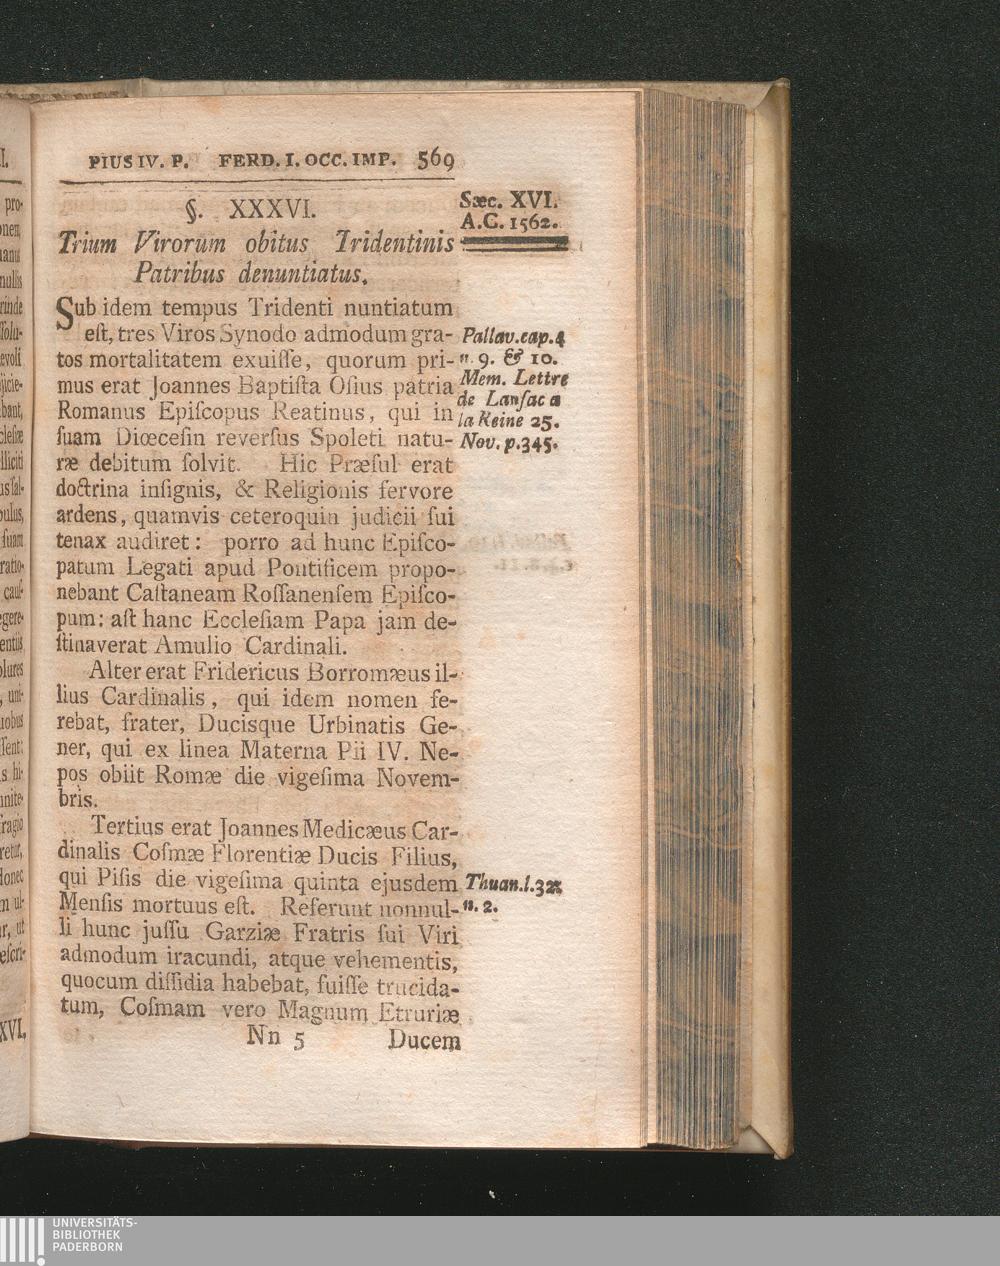 PIUS IV. P. FERD. I. OCC. IMP. 569
§. XXXVI.
Trium Virorum obitus Tridentinis
Patribus denuntiatus.
Sub idem tempus Tridenti nuntiatum
eſt, tres Viros Synodo admodum gra-
tos mortalitatem exuiſſe, quorum pri-
mus erat Joannes Baptiſta Oſius patria
Romanus Epiſcopus Reatinus, qui in
ſuam Diœceſin reverſus Spoleti natu-
ræ debitum ſolvit. Hic Præſul erat
doctrina inſignis, & Religionis fervore
ardens, quamvis ceteroquin judicii ſui
tenax audiret: porro ad hunc Epiſco-
patum Legati apud Pontificem propo-
nebant Caſtaneam Roſſanenſem Epiſco-
pum: aſt hanc Eccleſiam Papa jam de-
ſtinaverat Amulio Cardinali.
Alter erat Fridericus Borromæus il-
lius Cardinalis, qui idem nomen fe-
rebat, frater, Ducisque Urbinatis Ge-
ner, qui ex linea Materna Pii IV. Ne-
pos obiit Romæ die vigeſima Novem-
bris.
Tertius erat Joannes Medicæus Car-
dinalis Coſmæ Florentiæ Ducis Filius,
qui Piſis die vigeſima quinta ejusdem
Menſis mortuus eſt. Referunt nonnul-
li hunc juſſu Garziæ Fratris ſui Viri
admodum iracundi, atque vehementis,
quocum diſſidia habebat, fuiſſe trucida-
tum, Coſmam vero Magnum Etruriæ
Nn 5 Ducem
Sæc. XVI.
A.C. 1562.
Pallav. cap. 4
n. 9. & 10.
Mem. Lettre
de Lanſac a
la Reine 25.
Nov. p. 345.
Thuan. l. 32.
n. 2.
UNIVERSITÄTS-
BIBLIOTHEK
PADERBORN